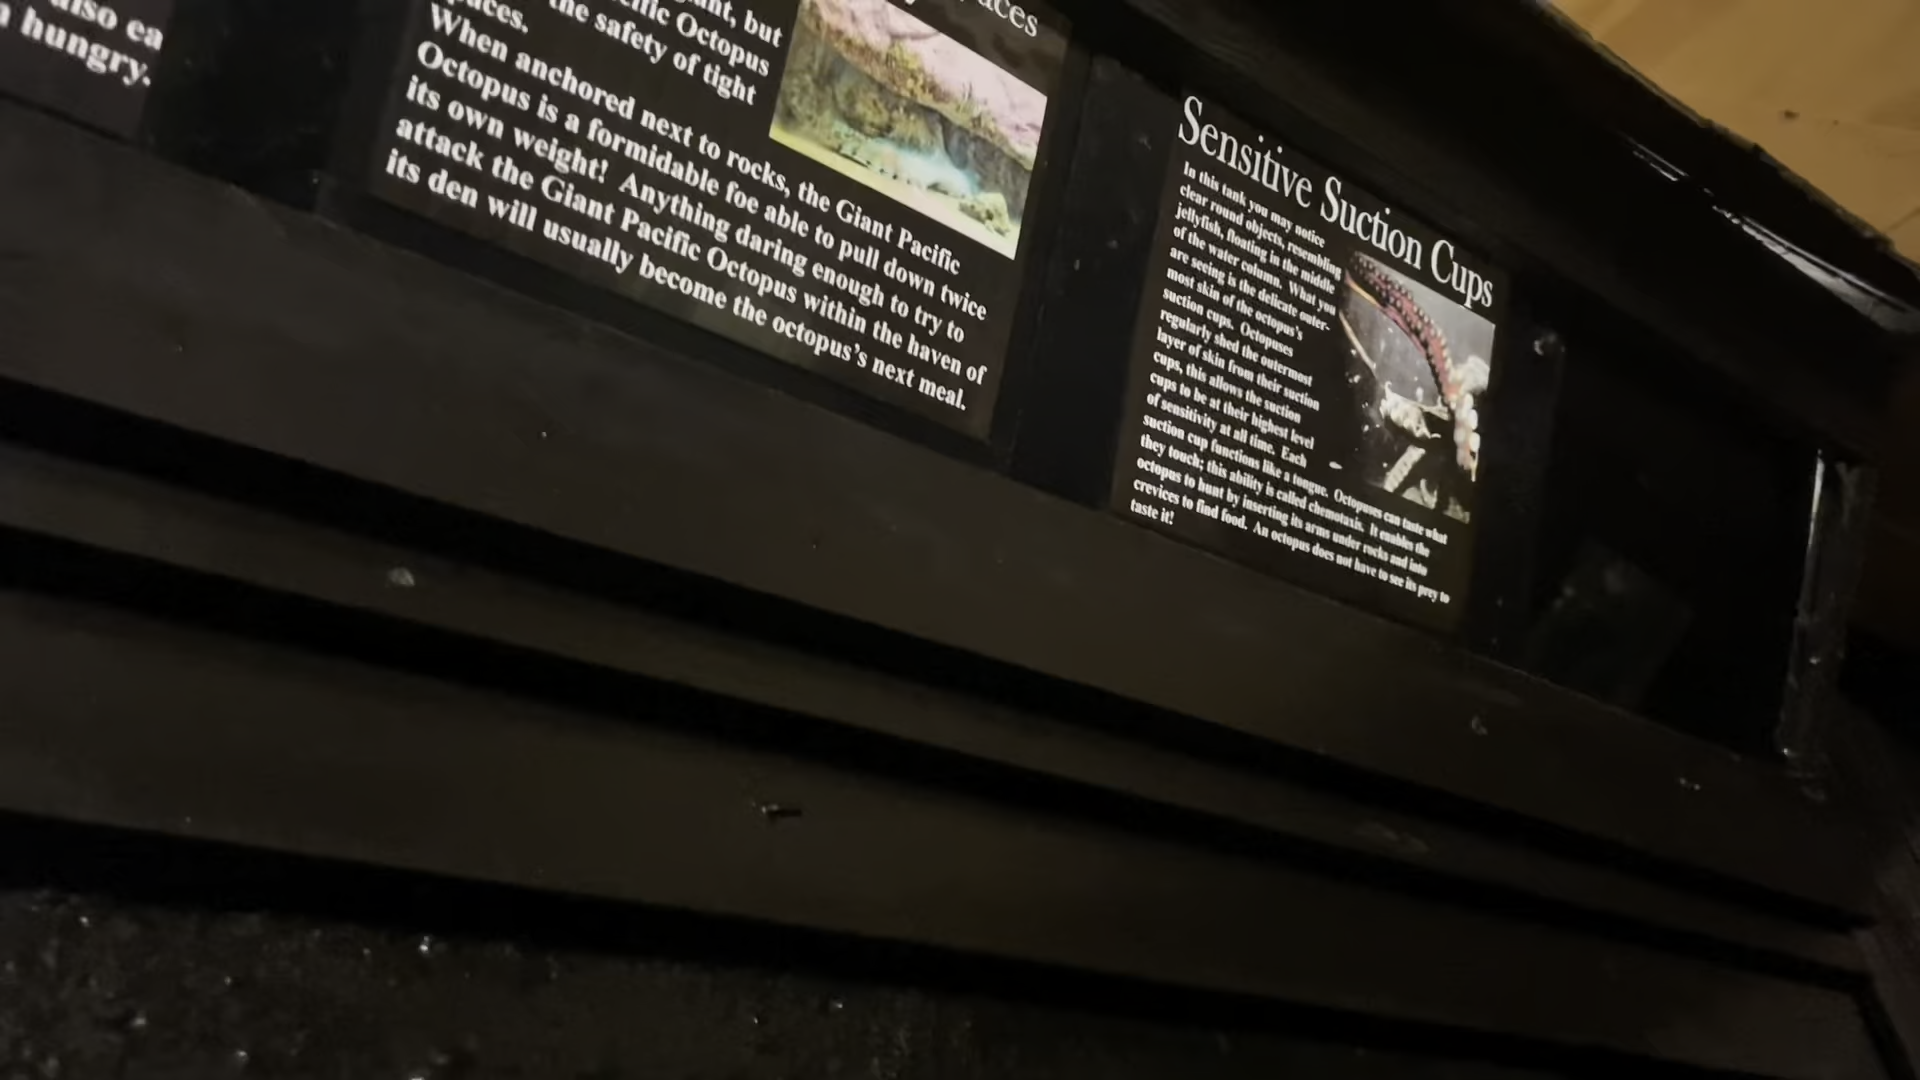 also ea
hungry.
aces
ant, but
cific Octopus
the safety of tight
paces.
When anchored next to rocks, the Giant Pacific
Octopus is a formidable foe able to pull down twice
its own weight! Anything daring enough to try to
attack the Giant Pacific Octopus within the haven of
its den will usually become the octopus's next meal.
Sensitive Suction Cups
In this tank you may notice
clear round objects, resembling
jellyfish, floating in the middle
of the water column. What you
are seeing is the delicate outer-
most skin of the octopus's
suction cups. Octopuses
regularly shed the outermost
layer of skin from their suction
cups, this allows the suction
cups to be at their highest level
of sensitivity at all time. Each
suction cup functions like a tongue. Octopuses can taste what
they touch; this ability is called chemotaxis. It enables the
octopus to hunt by inserting its arms under rocks and into
crevices to find food. An octopus does not have to see its prey to
taste it!